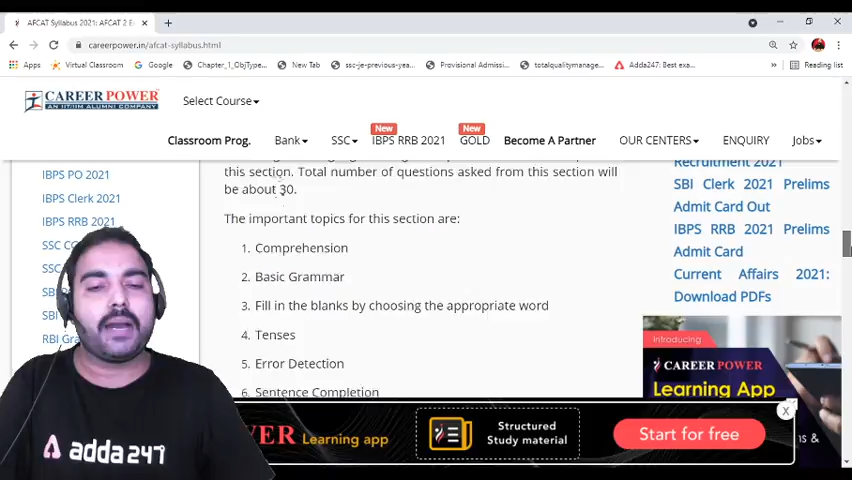 AFCAT Syllabus 2021: AFCAT 2 E
careerpower.in/afcat-syllabus.html
Apps Virtual Classroom Google Chapter_1_ObjType... New Tab ssc-je-previous-yea... Provisional Admissi... totalqualitymanage... Adda247: Best exa... Reading list
CAREER POWER
AN IIT/IIM ALUMNI COMPANY
Select Course
New New
Classroom Prog. Bank SSC IBPS RRB 2021 GOLD Become A Partner OUR CENTERS ENQUIRY Jobs
IBPS PO 2021
IBPS Clerk 2021
IBPS RRB 2021
SSC
SSC
RBI
this section. Total number of questions asked from this section will
be about 30.
The important topics for this section are:
1. Comprehension
2. Basic Grammar
3. Fill in the blanks by choosing the appropriate word
4. Tenses
5. Error Detection
6. Sentence Completion
Recruitment 2021
SBI Clerk 2021 Prelims
Admit Card Out
IBPS RRB 2021 Prelims
Admit Card
Current Affairs 2021:
Download PDFs
Introducing
CAREER POWER
Learning App
ER Learning app
Structured
Study material
Start for free
X
adda247